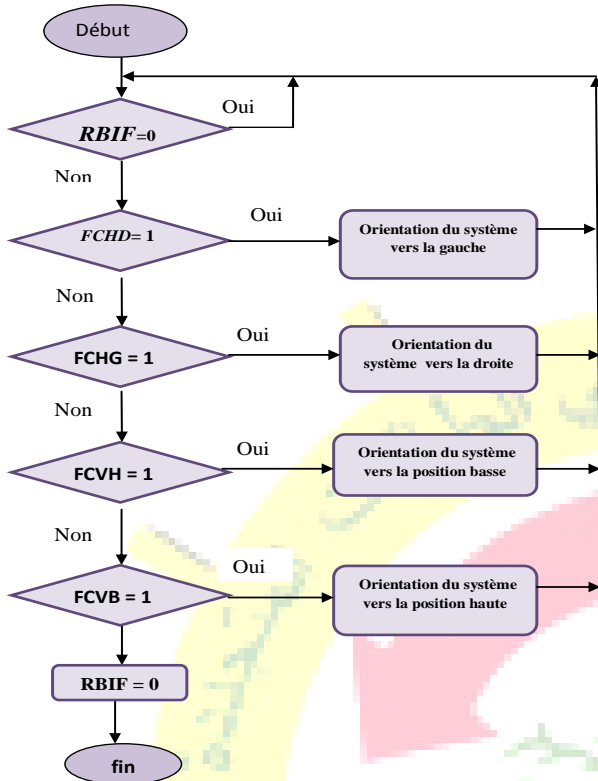 Début
Oui
RBIF=0
Non
Oui
FCHD= 1
Orientation du système
vers la gauche
Non
Oui
FCHG = 1
Orientation du
système vers la droite
Non
Oui
FCVH = 1
Orientation du système
vers la position basse
Non
Oui
FCVB = 1
Orientation du système
vers la position haute
RBIF = 0
fin